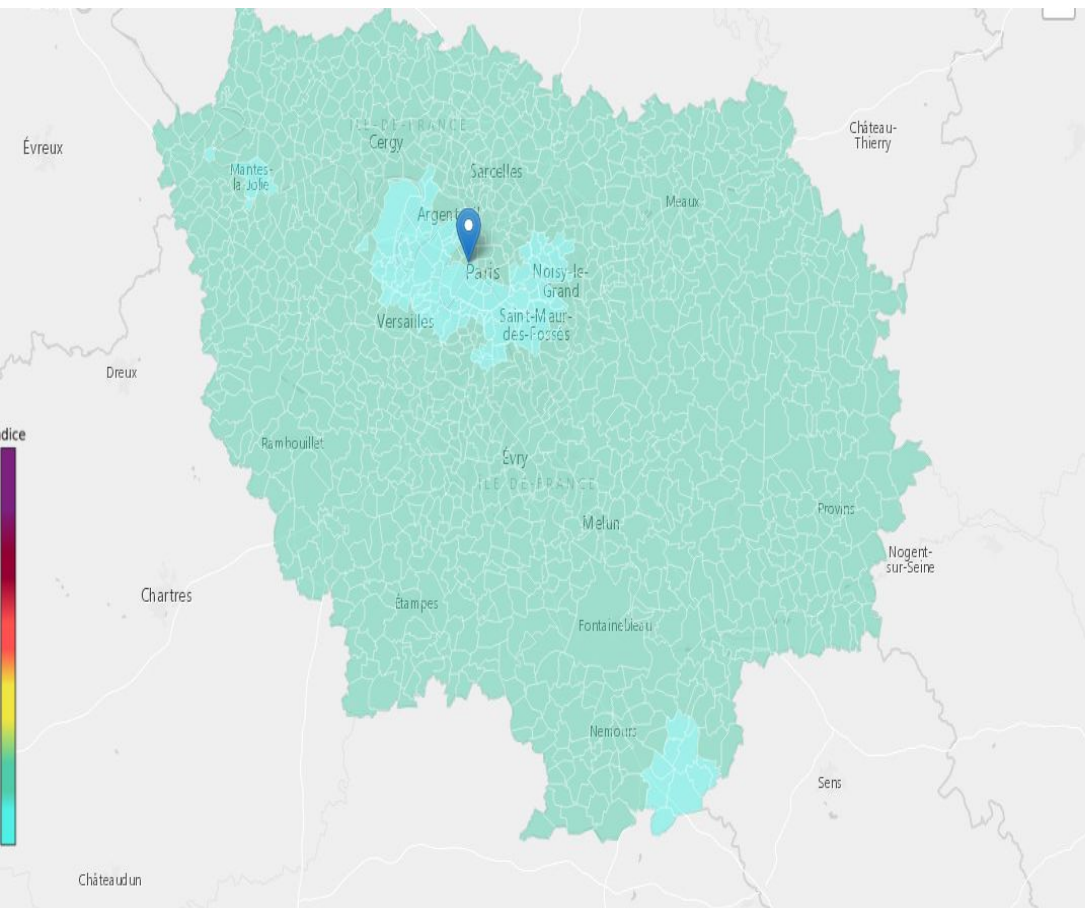 ÎLE-DE-FRANCE
Cergy
Château-
Thierry
Évreux
Mantes-
la-Jolie
Sarcelles
Meaux
Paris
Noisy-le-
Grand
Versailles
Saint-Maur-
des-Fossés
Dreux
dice
Rambouillet
Évry
ÎLE-DE-FRANCE
Provins
Melun
Nogent-
sur-Seine
Chartres
Étampes
Fontainebleau
Nemours
Sens
Châteaudun